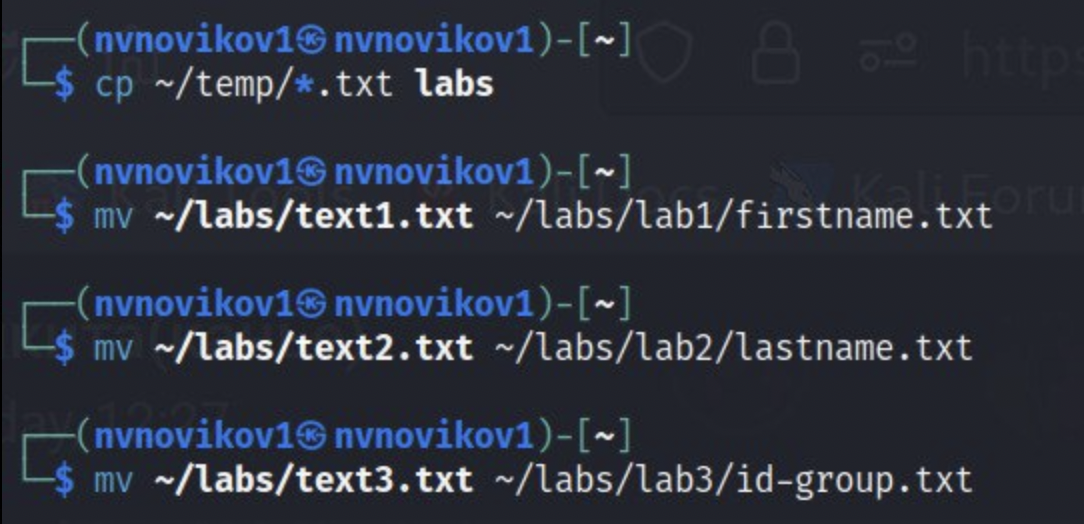 ┌──(nvnovikov1㉿nvnovikov1)-[~]
└─$ cp ~/temp/*.txt labs
┌──(nvnovikov1㉿nvnovikov1)-[~]
└─$ mv ~/labs/text1.txt ~/labs/lab1/firstname.txt
┌──(nvnovikov1㉿nvnovikov1)-[~]
└─$ mv ~/labs/text2.txt ~/labs/lab2/lastname.txt
┌──(nvnovikov1㉿nvnovikov1)-[~]
└─$ mv ~/labs/text3.txt ~/labs/lab3/id-group.txt